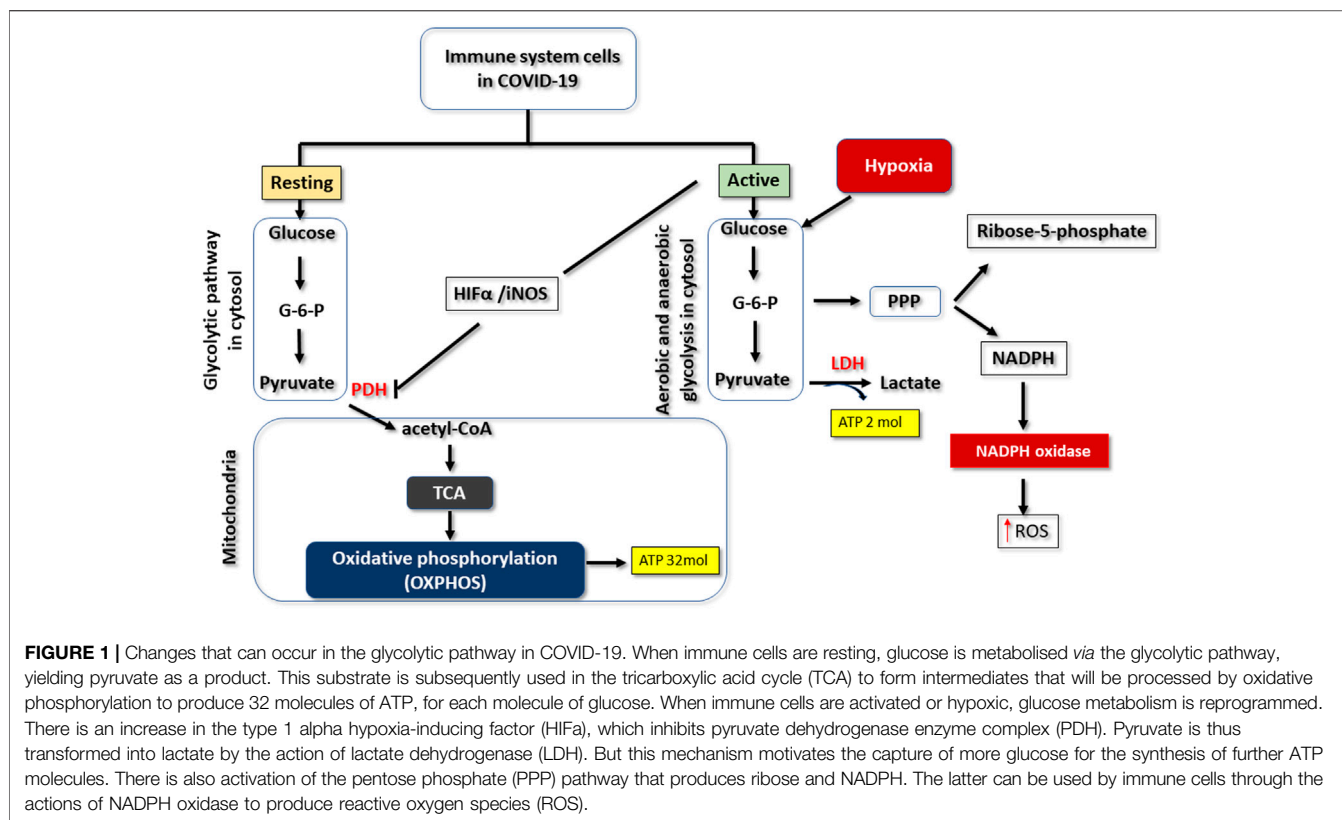 Immune system cells
in COVID-19
Resting
Active
Hypoxia
Glycolytic pathway
in cytosol
Glucose
G-6-P
Pyruvate
HIFα /iNOS
PDH
Aerobic and anaerobic
glycolysis in cytosol
Glucose
G-6-P
Pyruvate
PPP
Ribose-5-phosphate
NADPH
LDH
Lactate
ATP 2 mol
NADPH oxidase
↑ROS
Mitochondria
acetyl-CoA
TCA
Oxidative phosphorylation
(OXPHOS)
ATP 32mol
FIGURE 1 | Changes that can occur in the glycolytic pathway in COVID-19. When immune cells are resting, glucose is metabolised via the glycolytic pathway,
yielding pyruvate as a product. This substrate is subsequently used in the tricarboxylic acid cycle (TCA) to form intermediates that will be processed by oxidative
phosphorylation to produce 32 molecules of ATP, for each molecule of glucose. When immune cells are activated or hypoxic, glucose metabolism is reprogrammed.
There is an increase in the type 1 alpha hypoxia-inducing factor (HIFa), which inhibits pyruvate dehydrogenase enzyme complex (PDH). Pyruvate is thus
transformed into lactate by the action of lactate dehydrogenase (LDH). But this mechanism motivates the capture of more glucose for the synthesis of further ATP
molecules. There is also activation of the pentose phosphate (PPP) pathway that produces ribose and NADPH. The latter can be used by immune cells through the
actions of NADPH oxidase to produce reactive oxygen species (ROS).